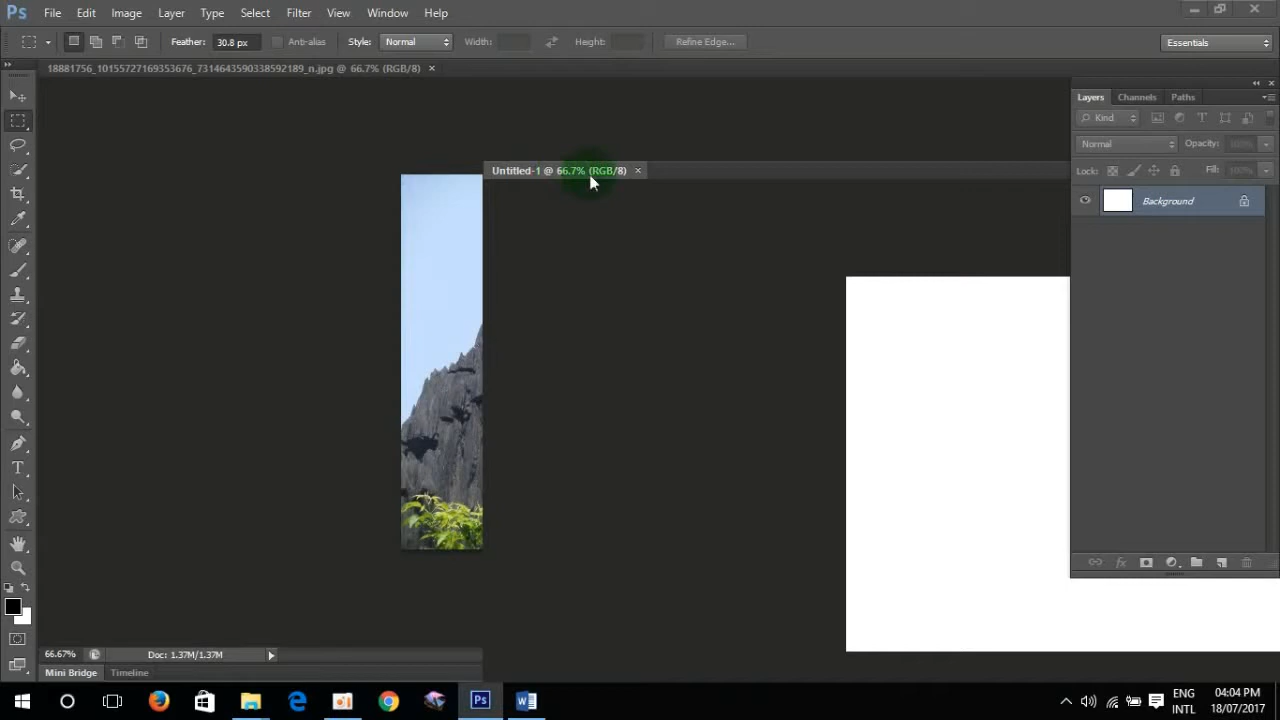 Ps File Edit Image Layer Type Select Filter View Window Help
Feather: 30.8 px Anti-alias Style: Normal Width: Height: Refine Edge... Essentials
18881756_10155727169353676_7314643590338592189_n.jpg @ 66.7% (RGB/8) ×
Layers Channels Paths
Kind
Normal Opacity: 100%
Untitled-1 @ 66.7% (RGB/8) ×
Lock: Fill: 100%
Background
66.67% Doc: 1.37M/1.37M
Mini Bridge Timeline
ENG 04:04 PM
INTL 18/07/2017